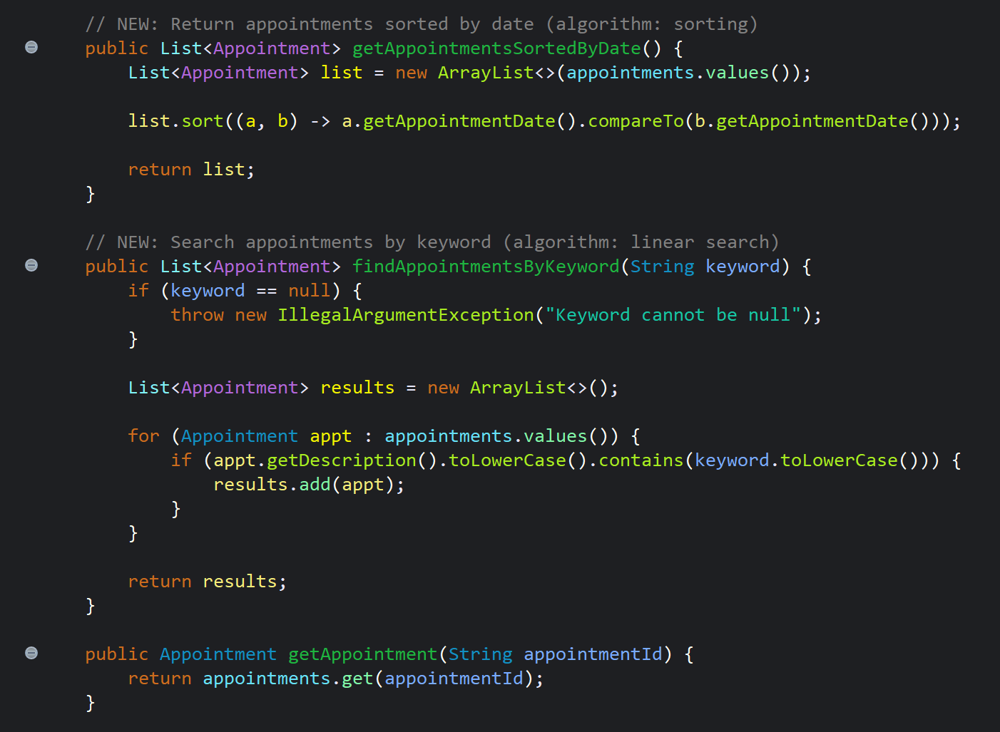 // NEW: Return appointments sorted by date (algorithm: sorting)
public List<Appointment> getAppointmentsSortedByDate() {
    List<Appointment> list = new ArrayList<>(appointments.values());

    list.sort((a, b) -> a.getAppointmentDate().compareTo(b.getAppointmentDate()));

    return list;
}

// NEW: Search appointments by keyword (algorithm: linear search)
public List<Appointment> findAppointmentsByKeyword(String keyword) {
    if (keyword == null) {
        throw new IllegalArgumentException("Keyword cannot be null");
    }

    List<Appointment> results = new ArrayList<>();

    for (Appointment appt : appointments.values()) {
        if (appt.getDescription().toLowerCase().contains(keyword.toLowerCase())) {
            results.add(appt);
        }
    }

    return results;
}

public Appointment getAppointment(String appointmentId) {
    return appointments.get(appointmentId);
}